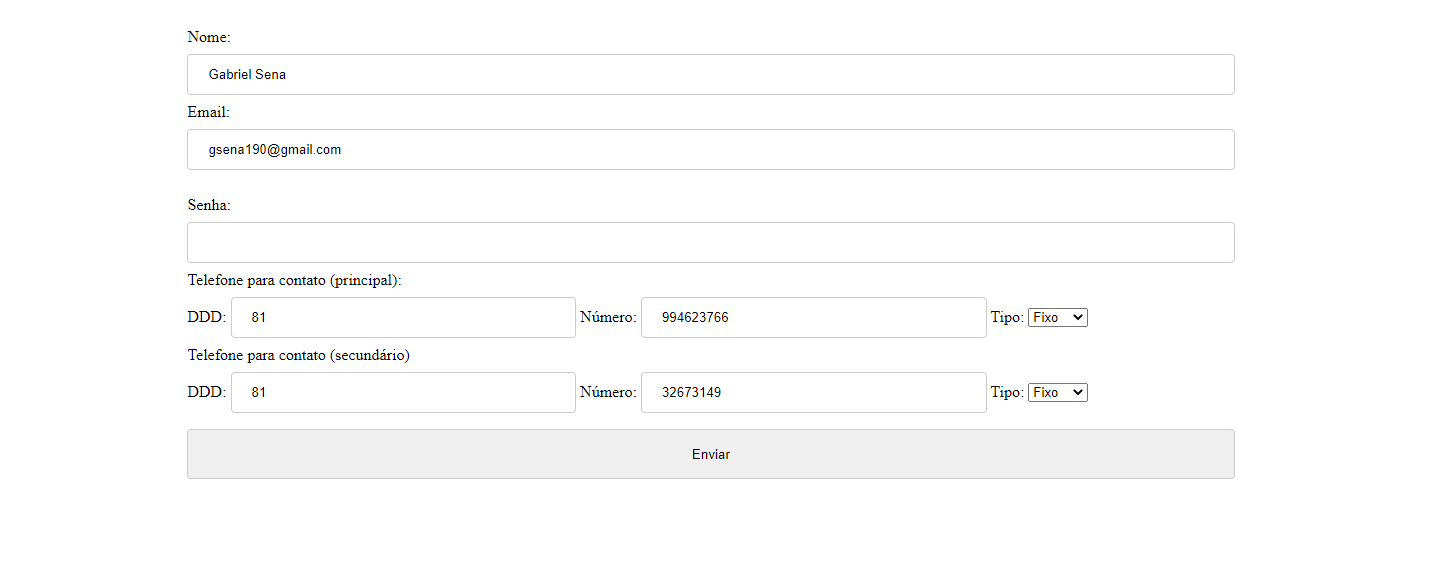 Nome:
Gabriel Sena
Email:
gsena190@gmail.com
Senha:
Telefone para contato (principal):
DDD: 81 Número: 994623766 Tipo: Fixo
Telefone para contato (secundário)
DDD: 81 Número: 32673149 Tipo: Fixo
Enviar